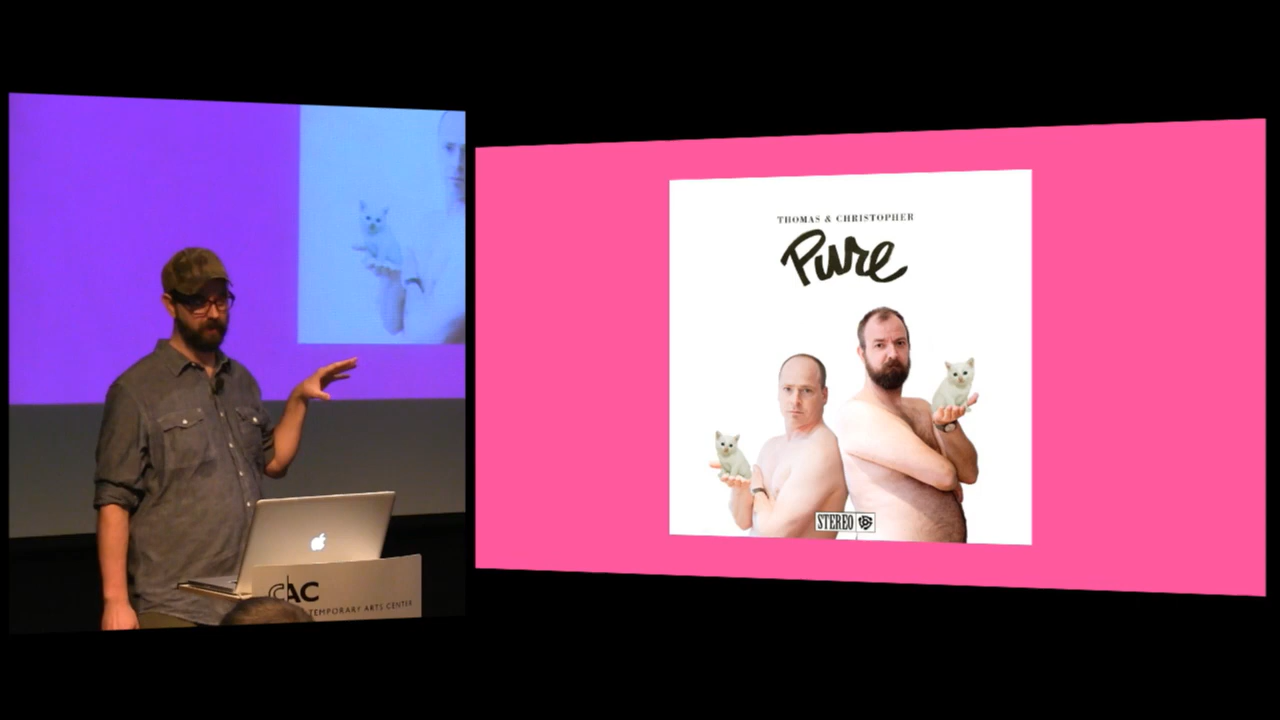 CAC
TEMPORARY ARTS CENTER
THOMAS & CHRISTOPHER
Pure
STEREO